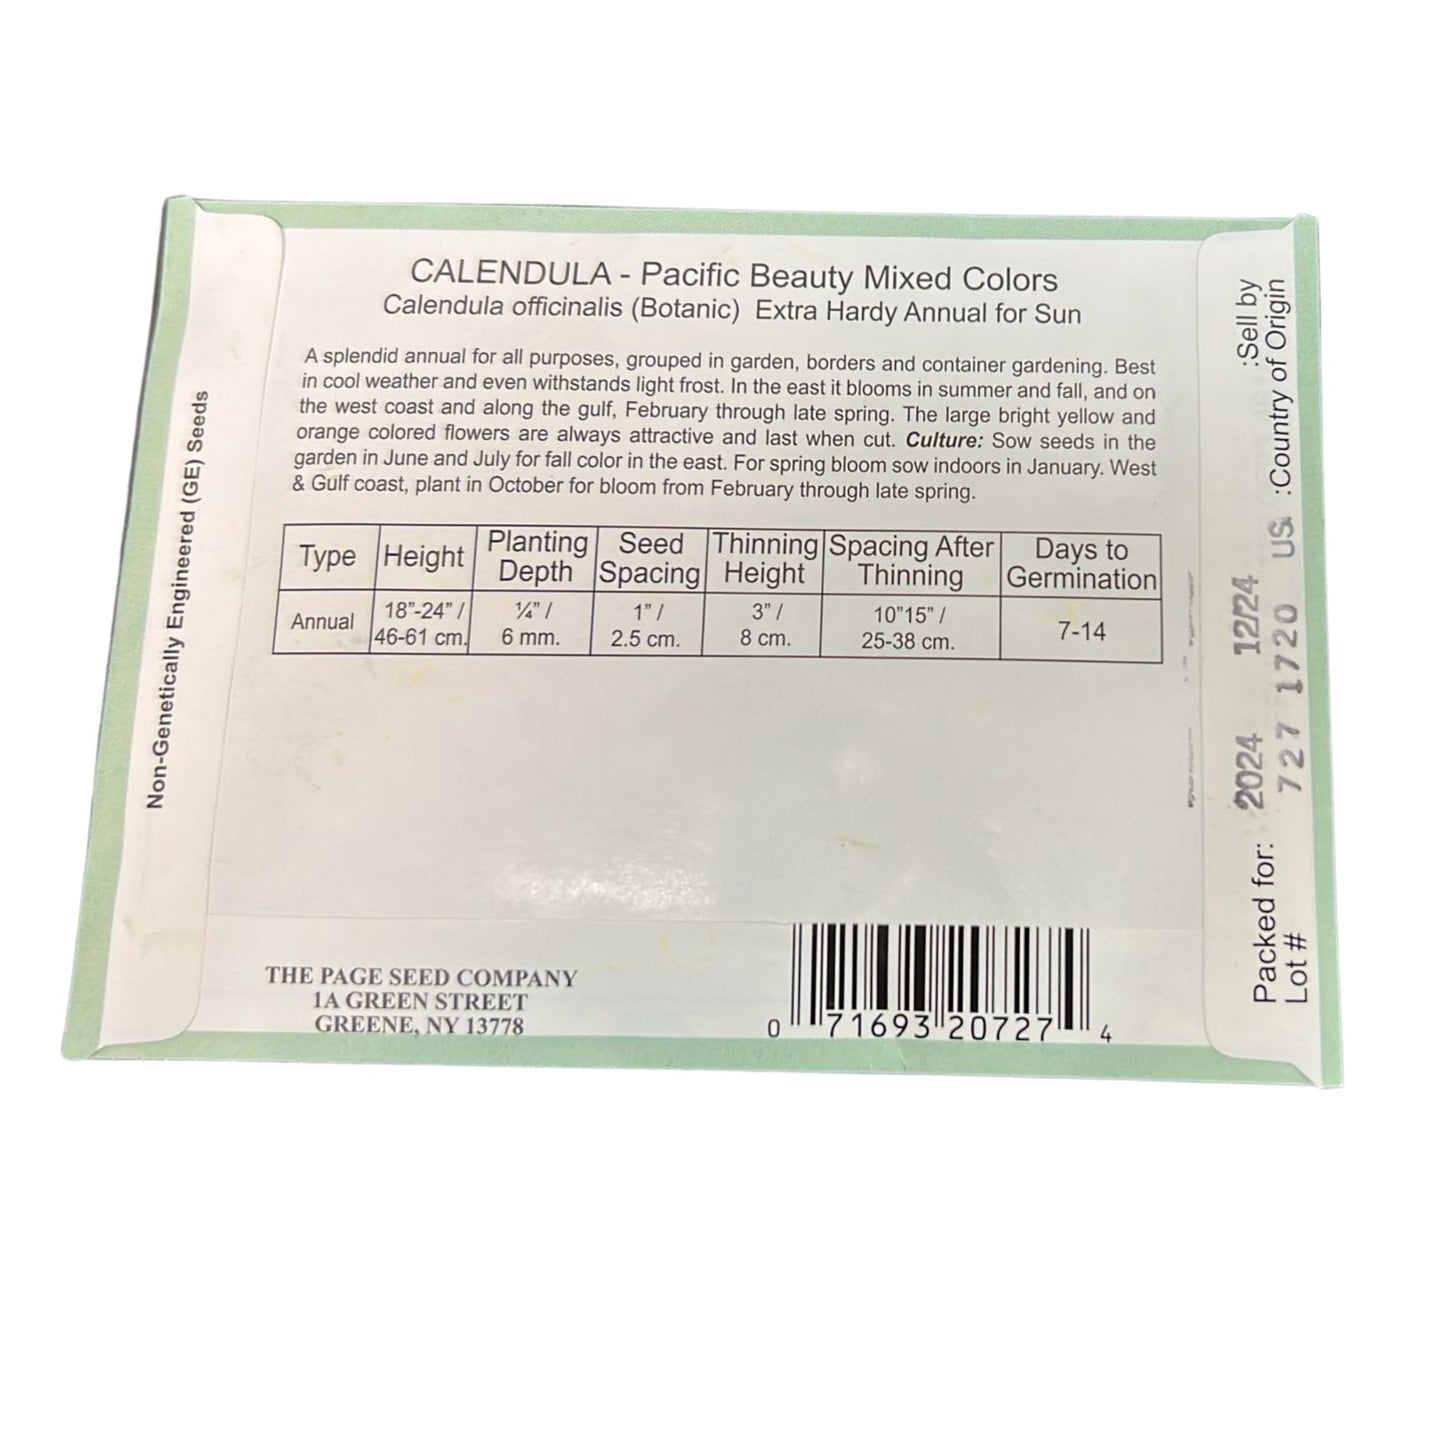 CALENDULA - Pacific Beauty Mixed Colors
Calendula officinalis (Botanic) Extra Hardy Annual for Sun
A splendid annual for all purposes, grouped in garden, borders and container gardening. Best
in cool weather and even withstands light frost. In the east it blooms in summer and fall, and on
the west coast and along the gulf, February through late spring. The large bright yellow and
orange colored flowers are always attractive and last when cut. Culture: Sow seeds in the
garden in June and July for fall color in the east. For spring bloom sow indoors in January. West
& Gulf coast, plant in October for bloom from February through late spring.
Type Height Planting Depth Seed Spacing Thinning Height Spacing After Thinning Days to Germination
Annual 18"-24" / 46-61 cm. ¼" / 6 mm. 1" / 2.5 cm. 3" / 8 cm. 10"15" / 25-38 cm. 7-14
THE PAGE SEED COMPANY
1A GREEN STREET
GREENE, NY 13778
0 71693 20727 4
Non-Genetically Engineered (GE) Seeds
Packed for: 2024 12/24 :Sell by
Lot # 727 1720 US :Country of Origin